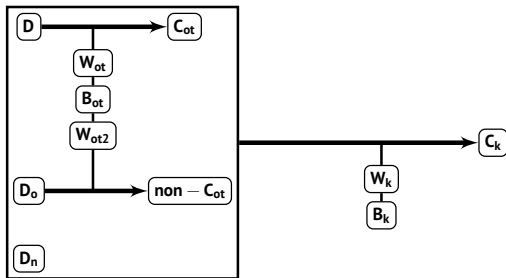 D C_ot
W_ot
B_ot
W_ot2
C_k
W_k
D_o non − C_ot
B_k
D_n